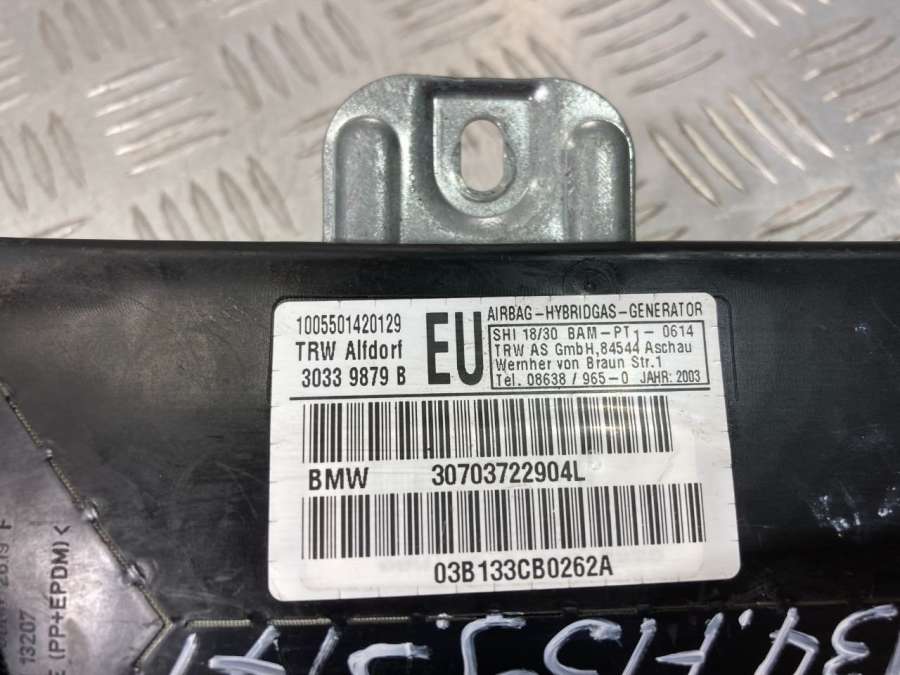 1005501420129
TRW Alfdorf
3033 9879 B
EU
AIRBAG-HYBRIDGAS-GENERATOR
SHI 18/30 BAM-PT1- 0614
TRW AS GmbH,84544 Aschau
Wernher von Braun Str.1
Tel. 08638 / 965-0 JAHR: 2003
BMW 30703722904L
03B133CB0262A
13207
(PP+EPDM)<